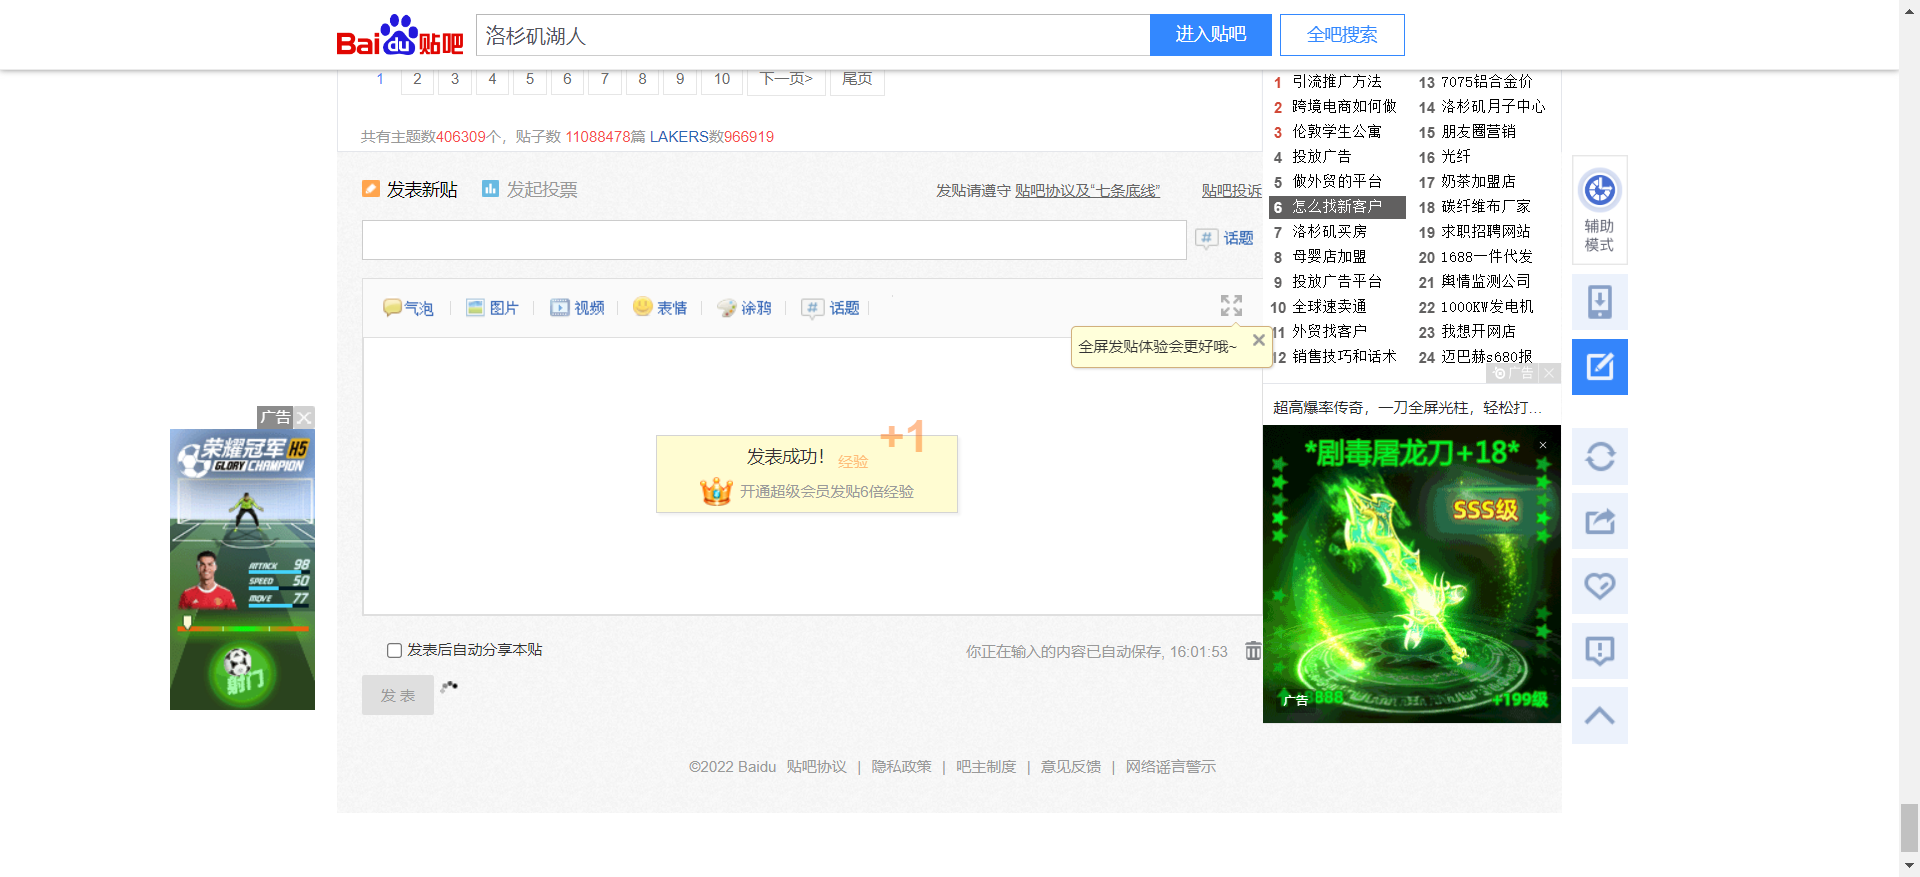 Bai du 贴吧
洛杉矶湖人
进入贴吧
全吧搜索
1 2 3 4 5 6 7 8 9 10 下一页> 尾页
共有主题数406309个，贴子数 11088478篇 LAKERS数966919
发表新贴
发起投票
发贴请遵守 贴吧协议及“七条底线”
贴吧投诉
# 话题
气泡
图片
视频
表情
涂鸦
# 话题
全屏发贴体验会更好哦~
+1
发表成功！ 经验
开通超级会员发贴6倍经验
发表后自动分享本贴
你正在输入的内容已自动保存, 16:01:53
发 表
1 引流推广方法
2 跨境电商如何做
3 伦敦学生公寓
4 投放广告
5 做外贸的平台
6 怎么找新客户
7 洛杉矶买房
8 母婴店加盟
9 投放广告平台
10 全球速卖通
11 外贸找客户
12 销售技巧和话术
13 7075铝合金价
14 洛杉矶月子中心
15 朋友圈营销
16 光纤
17 奶茶加盟店
18 碳纤维布厂家
19 求职招聘网站
20 1688一件代发
21 舆情监测公司
22 1000KW发电机
23 我想开网店
24 迈巴赫s680报
广告
超高爆率传奇，一刀全屏光柱，轻松打...
*剧毒屠龙刀+18*
SSS级
广告
8888
+199级
辅助
模式
广告
荣耀冠军 H5
GLORY CHAMPION
ATTACK 98
SPEED 50
MOVE 77
射门
©2022 Baidu 贴吧协议 | 隐私政策 | 吧主制度 | 意见反馈 | 网络谣言警示